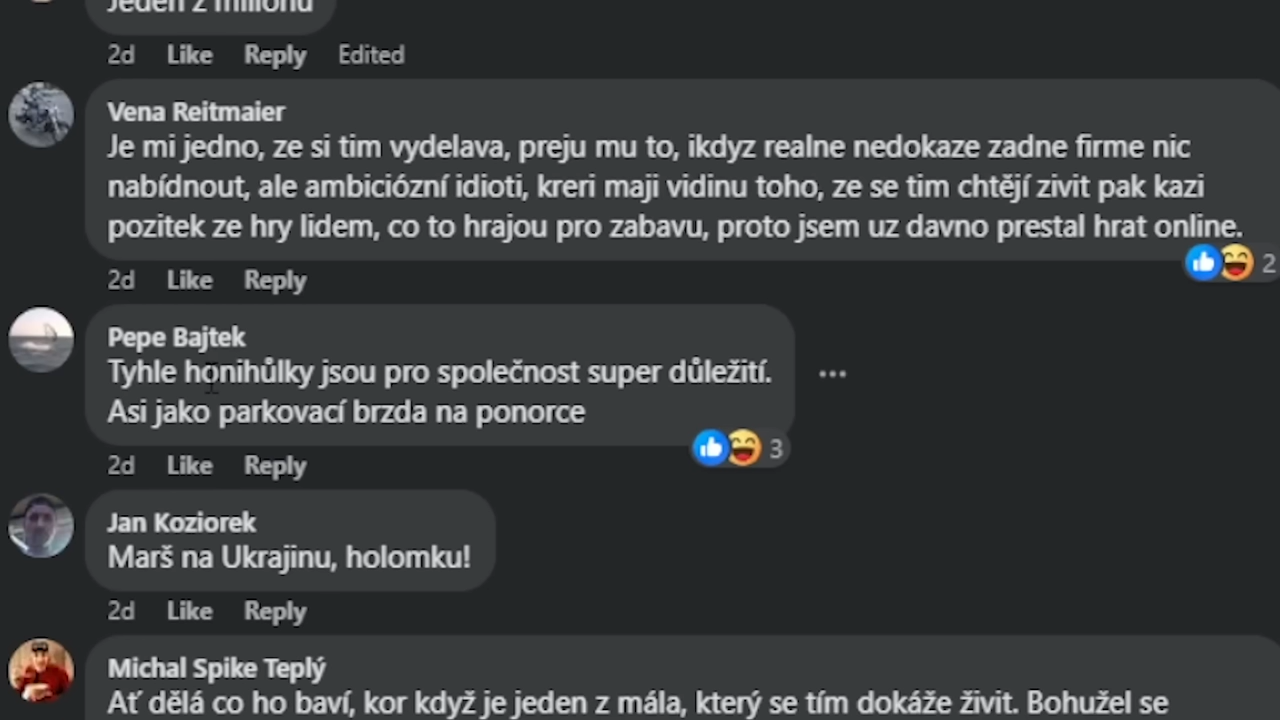 Jeden z milionu
2d Like Reply Edited
Vena Reitmaier
Je mi jedno, ze si tim vydelava, preju mu to, ikdyz realne nedokaze zadne firme nic
nabídnout, ale ambiciózní idioti, kreri maji vidinu toho, ze se tim chtějí zivit pak kazi
pozitek ze hry lidem, co to hrajou pro zabavu, proto jsem uz davno prestal hrat online.
2
2d Like Reply
Pepe Bajtek
Tyhle honihůlky jsou pro společnost super důležití.
Asi jako parkovací brzda na ponorce
3
2d Like Reply
Jan Koziorek
Marš na Ukrajinu, holomku!
2d Like Reply
Michal Spike Teplý
Ať dělá co ho baví, kor když je jeden z mála, který se tím dokáže živit. Bohužel se